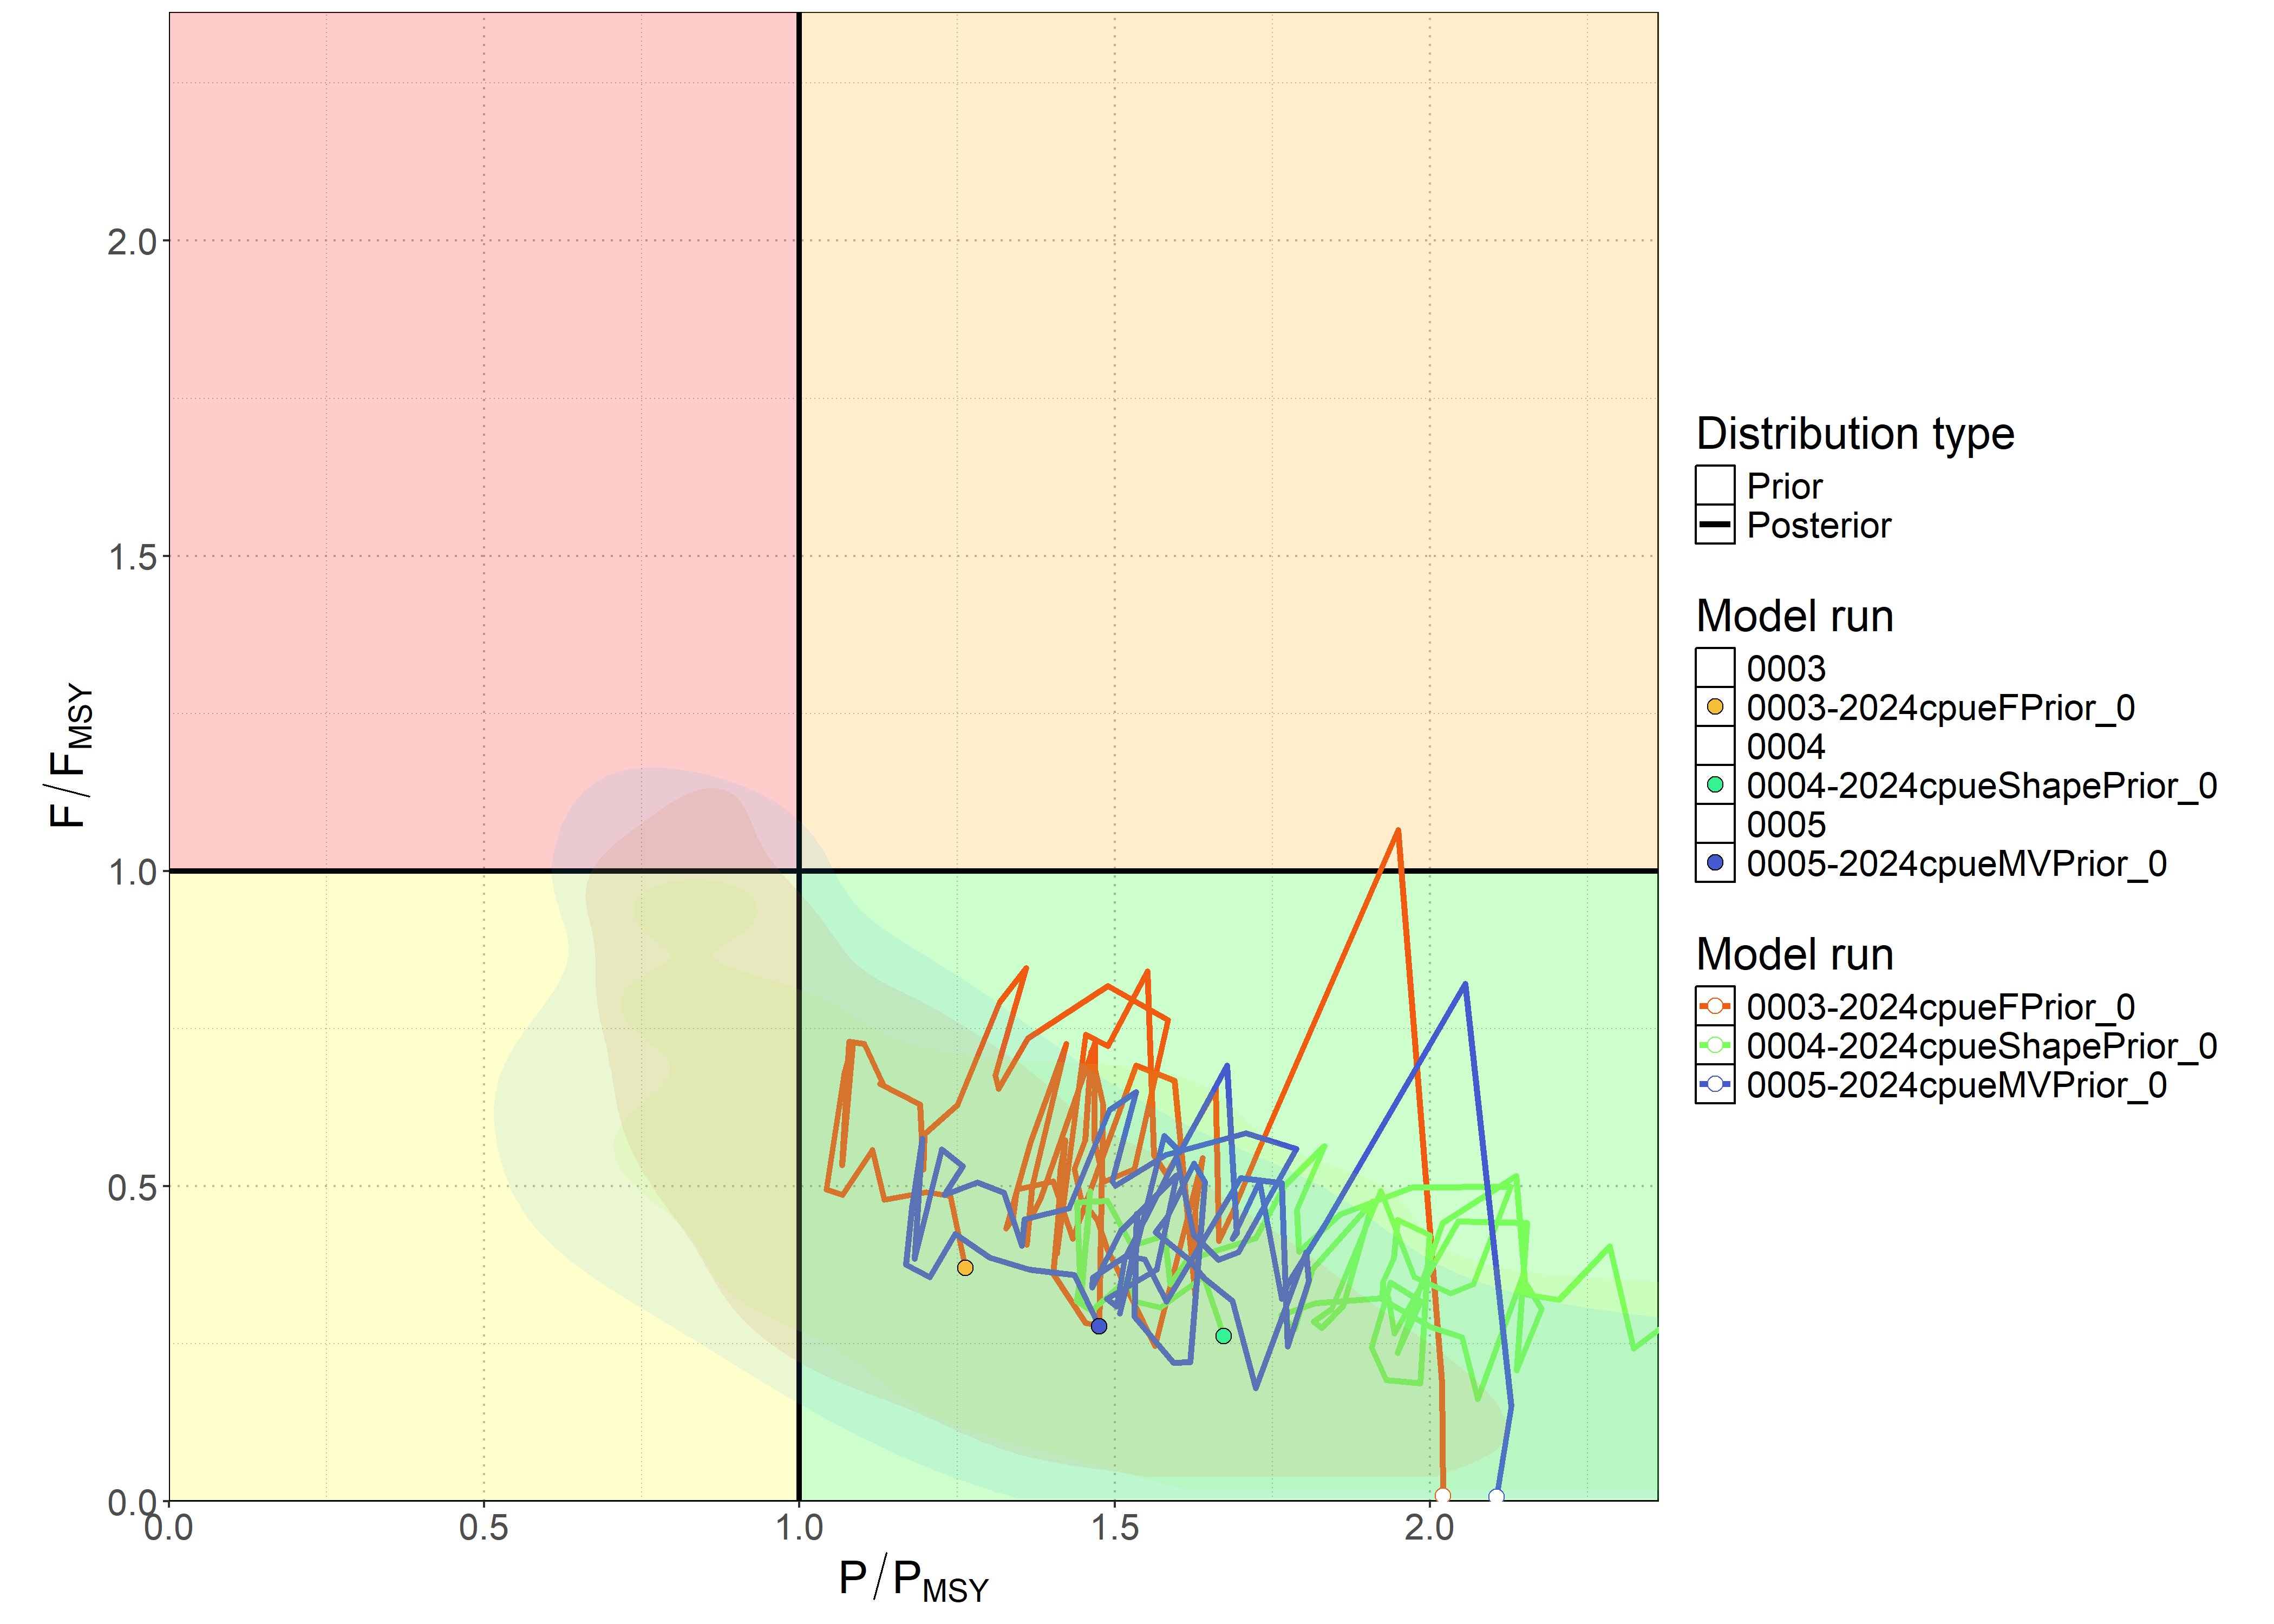 2.0
1.5
1.0
0.5
0.0
0.0
0.5
1.0
1.5
2.0
F/F_MSY
P/P_MSY
Distribution type
Prior
Posterior
Model run
0003
0003-2024cpueFPrior_0
0004
0004-2024cpueShapePrior_0
0005
0005-2024cpueMVPrior_0
Model run
0003-2024cpueFPrior_0
0004-2024cpueShapePrior_0
0005-2024cpueMVPrior_0